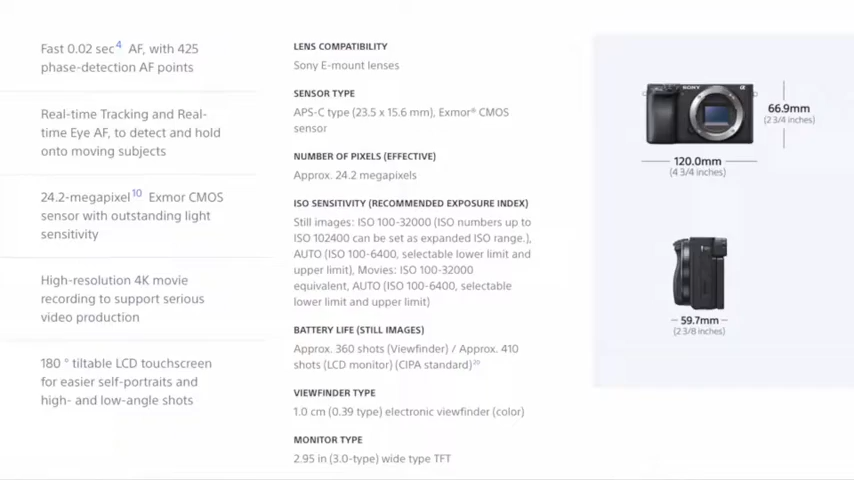 Fast 0.02 sec4 AF, with 425
phase-detection AF points
Real-time Tracking and Real-
time Eye AF, to detect and hold
onto moving subjects
24.2-megapixel10 Exmor CMOS
sensor with outstanding light
sensitivity
High-resolution 4K movie
recording to support serious
video production
180 ° tiltable LCD touchscreen
for easier self-portraits and
high- and low-angle shots
LENS COMPATIBILITY
Sony E-mount lenses
SENSOR TYPE
APS-C type (23.5 x 15.6 mm), Exmor® CMOS
sensor
NUMBER OF PIXELS (EFFECTIVE)
Approx. 24.2 megapixels
ISO SENSITIVITY (RECOMMENDED EXPOSURE INDEX)
Still images: ISO 100-32000 (ISO numbers up to
ISO 102400 can be set as expanded ISO range.),
AUTO (ISO 100-6400, selectable lower limit and
upper limit), Movies: ISO 100-32000
equivalent, AUTO (ISO 100-6400, selectable
lower limit and upper limit)
BATTERY LIFE (STILL IMAGES)
Approx. 360 shots (Viewfinder) / Approx. 410
shots (LCD monitor) (CIPA standard)
VIEWFINDER TYPE
1.0 cm (0.39 type) electronic viewfinder (color)
MONITOR TYPE
2.95 in (3.0-type) wide type TFT
SONY
α
66.9mm
(2 3/4 inches)
120.0mm
(4 3/4 inches)
59.7mm
(2 3/8 inches)